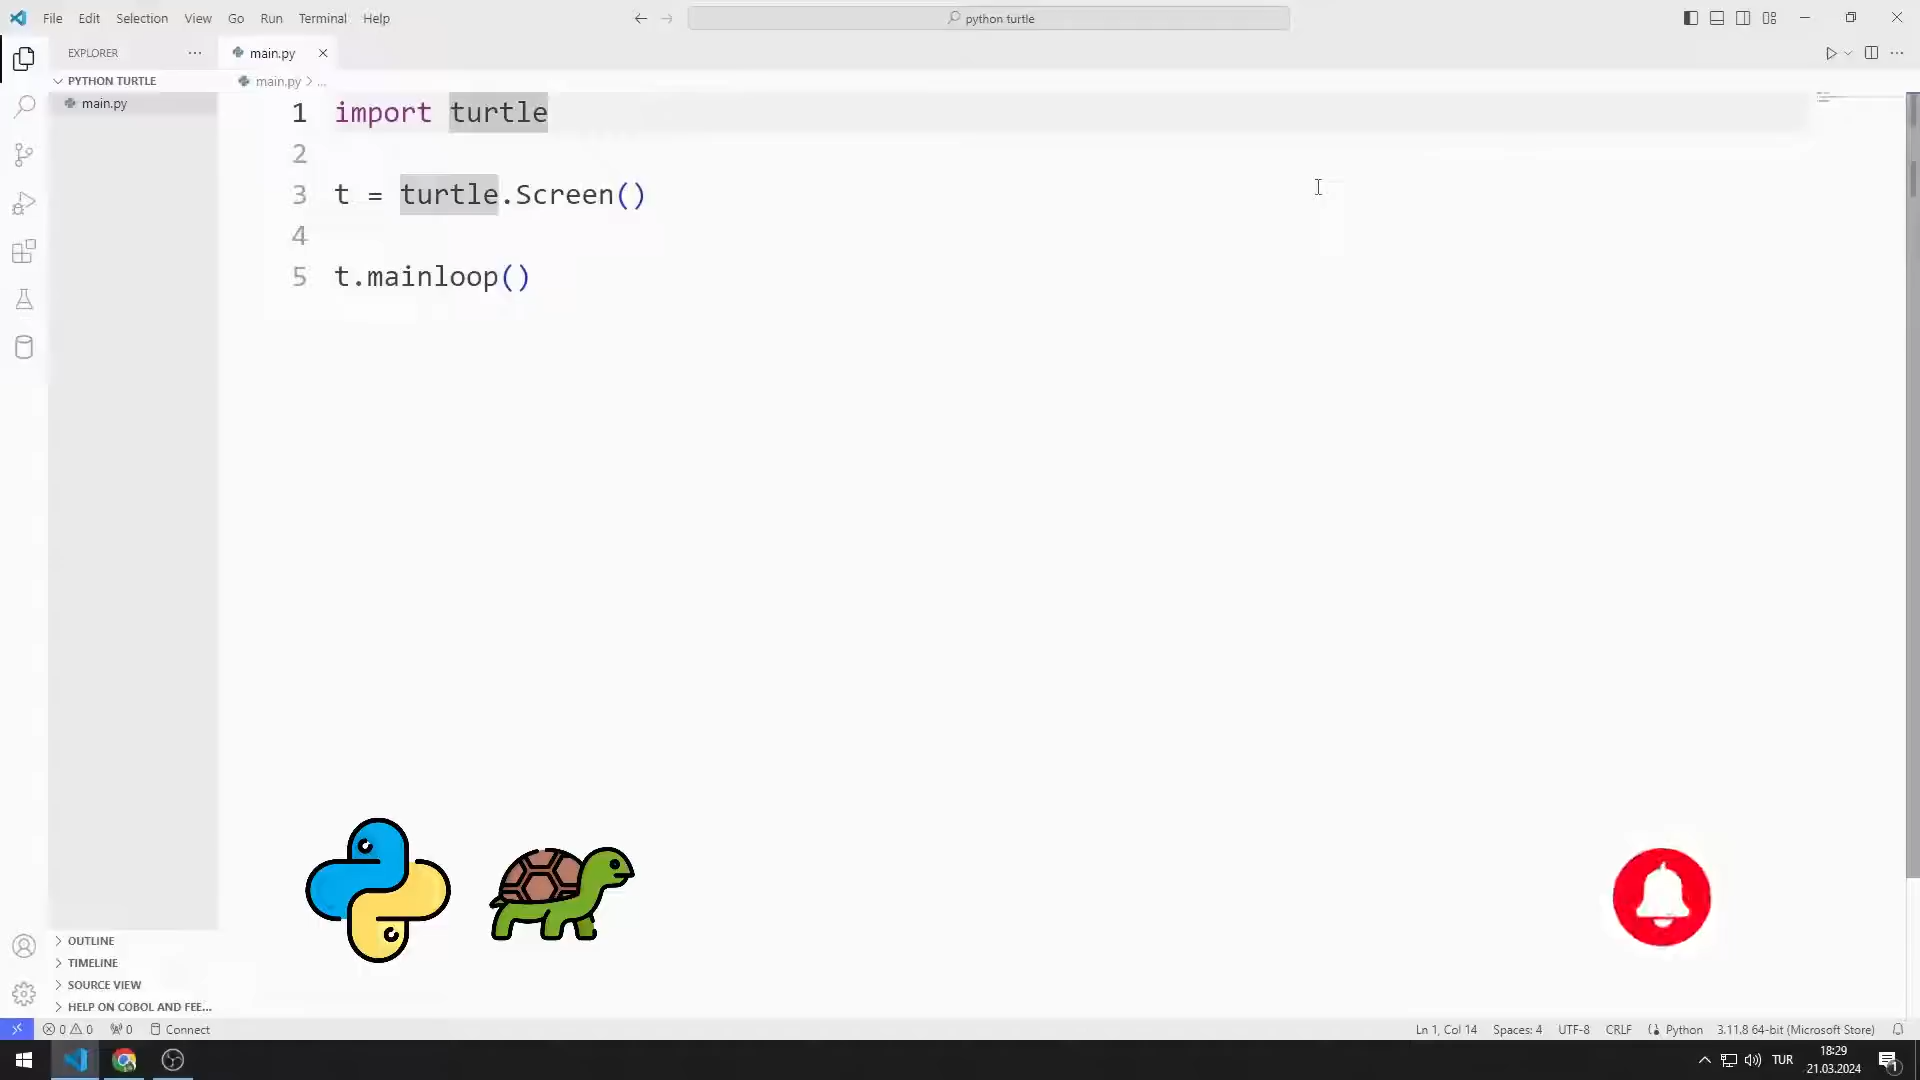 File Edit Selection View Go Run Terminal Help
python turtle
EXPLORER
main.py
PYTHON TURTLE
main.py
main.py > ...
1 import turtle
2
3 t = turtle.Screen()
4
5 t.mainloop()
OUTLINE
TIMELINE
SOURCE VIEW
HELP ON COBOL AND FEE...
0 0 0 Connect
Ln 1, Col 14 Spaces: 4 UTF-8 CRLF Python 3.11.8 64-bit (Microsoft Store)
TUR
18:29
21.03.2024
1